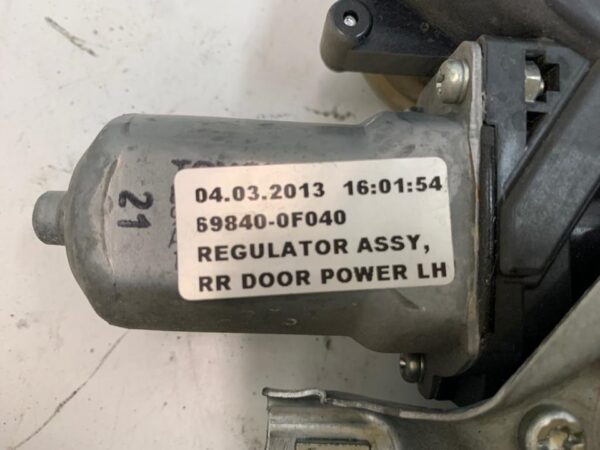 04.03.2013 16:01:54
69840-0F040
REGULATOR ASSY,
RR DOOR POWER LH
21